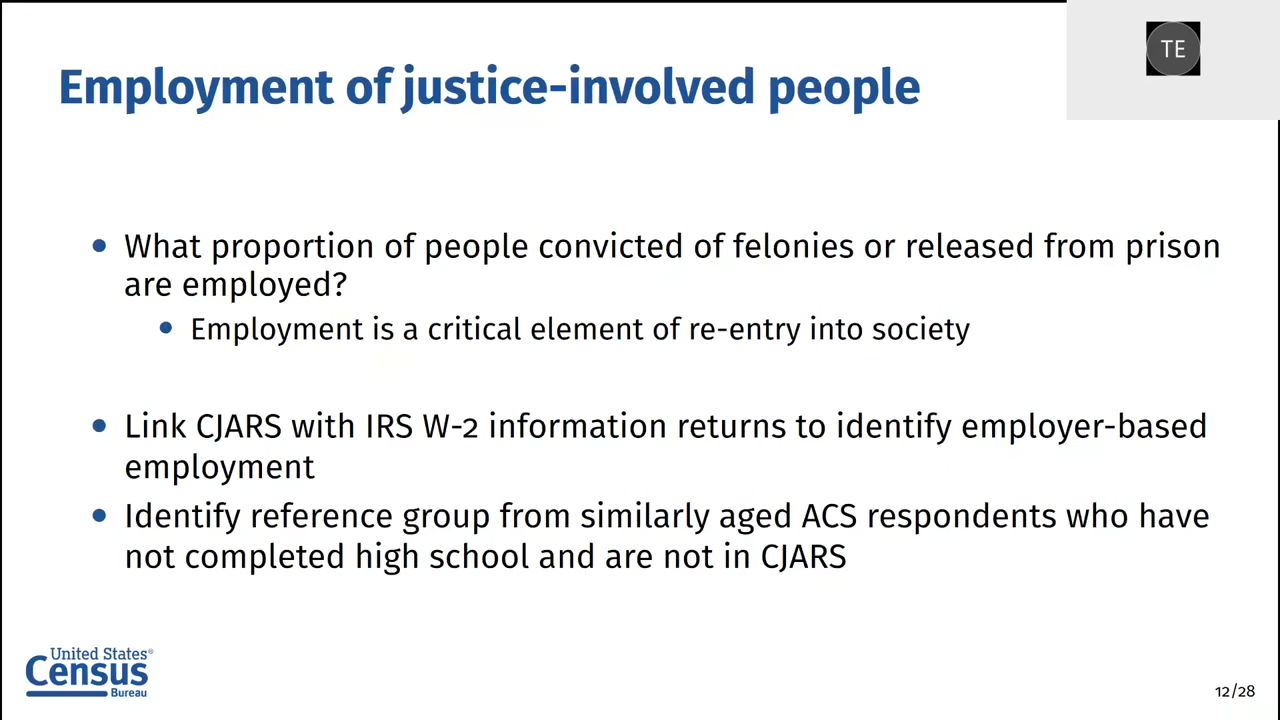 TE
Employment of justice-involved people
What proportion of people convicted of felonies or released from prison
are employed?
Employment is a critical element of re-entry into society
Link CJARS with IRS W-2 information returns to identify employer-based
employment
Identify reference group from similarly aged ACS respondents who have
not completed high school and are not in CJARS
United States®
Census
Bureau
12/28